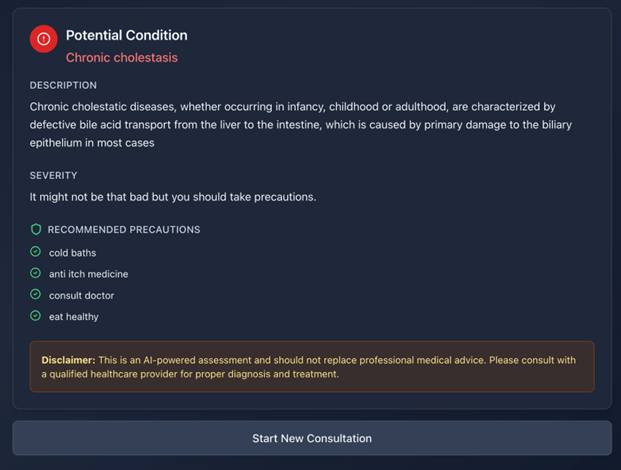 Potential Condition
Chronic cholestasis
DESCRIPTION
Chronic cholestatic diseases, whether occurring in infancy, childhood or adulthood, are characterized by
defective bile acid transport from the liver to the intestine, which is caused by primary damage to the biliary
epithelium in most cases
SEVERITY
It might not be that bad but you should take precautions.
RECOMMENDED PRECAUTIONS
cold baths
anti itch medicine
consult doctor
eat healthy
Disclaimer: This is an AI-powered assessment and should not replace professional medical advice. Please consult with
a qualified healthcare provider for proper diagnosis and treatment.
Start New Consultation